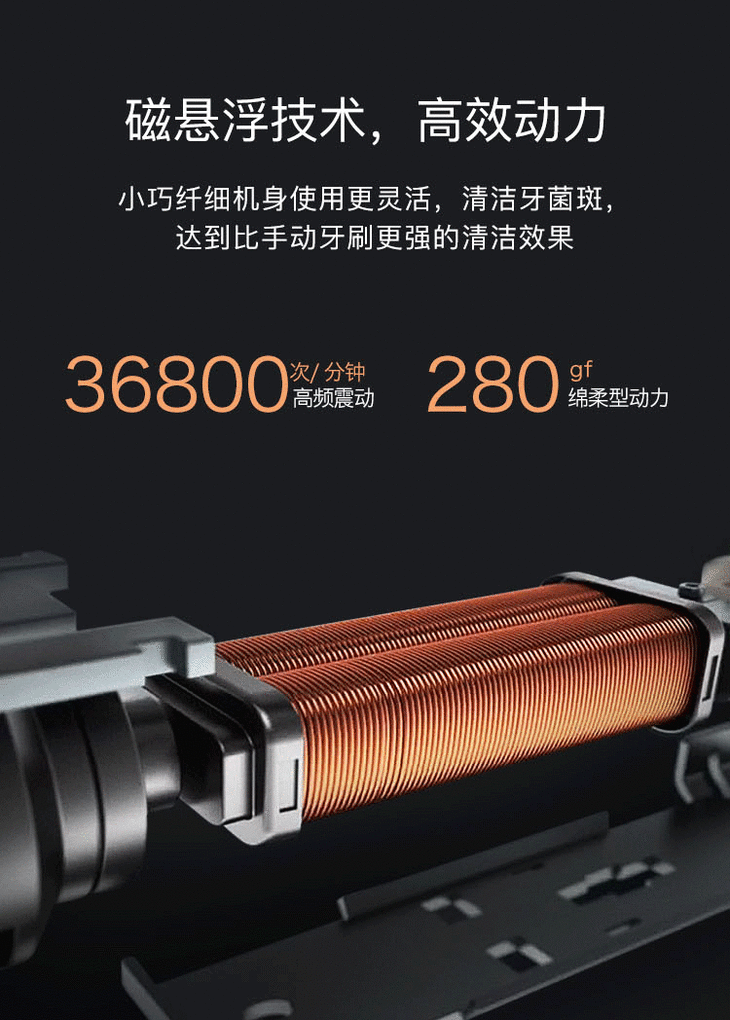 磁悬浮技术，高效动力
小巧纤细机身使用更灵活，清洁牙菌斑，
达到比手动牙刷更强的清洁效果
36800次/分钟
高频震动
280gf
绵柔型动力